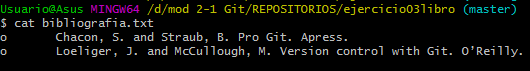 Usuario@Asus MINGW64 /d/mod 2-1 Git/REPOSITORIOS/ejercicio03libro (master)
$ cat bibliografia.txt
o Chacon, S. and Straub, B. Pro Git. Apress.
o Loeliger, J. and McCullough, M. Version control with Git. O’Reilly.